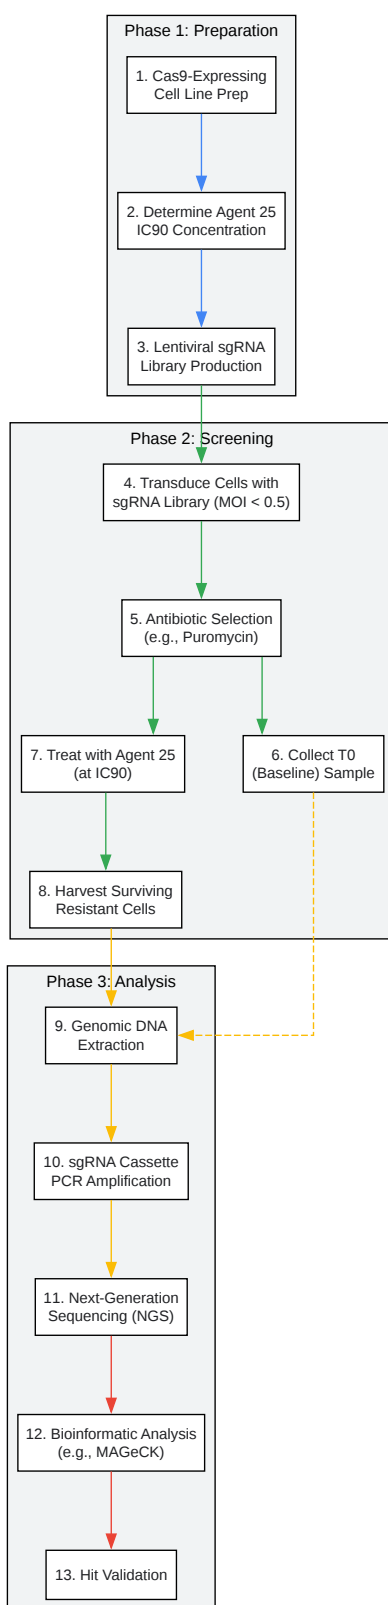 Phase 1: Preparation
1. Cas9-Expressing
Cell Line Prep
2. Determine Agent 25
IC90 Concentration
3. Lentiviral sgRNA
Library Production
Phase 2: Screening
4. Transduce Cells with
sgRNA Library (MOI < 0.5)
5. Antibiotic Selection
(e.g., Puromycin)
7. Treat with Agent 25
(at IC90)
6. Collect T0
(Baseline) Sample
8. Harvest Surviving
Resistant Cells
Phase 3: Analysis
9. Genomic DNA
Extraction
10. sgRNA Cassette
PCR Amplification
11. Next-Generation
Sequencing (NGS)
12. Bioinformatic Analysis
(e.g., MAGeCK)
13. Hit Validation